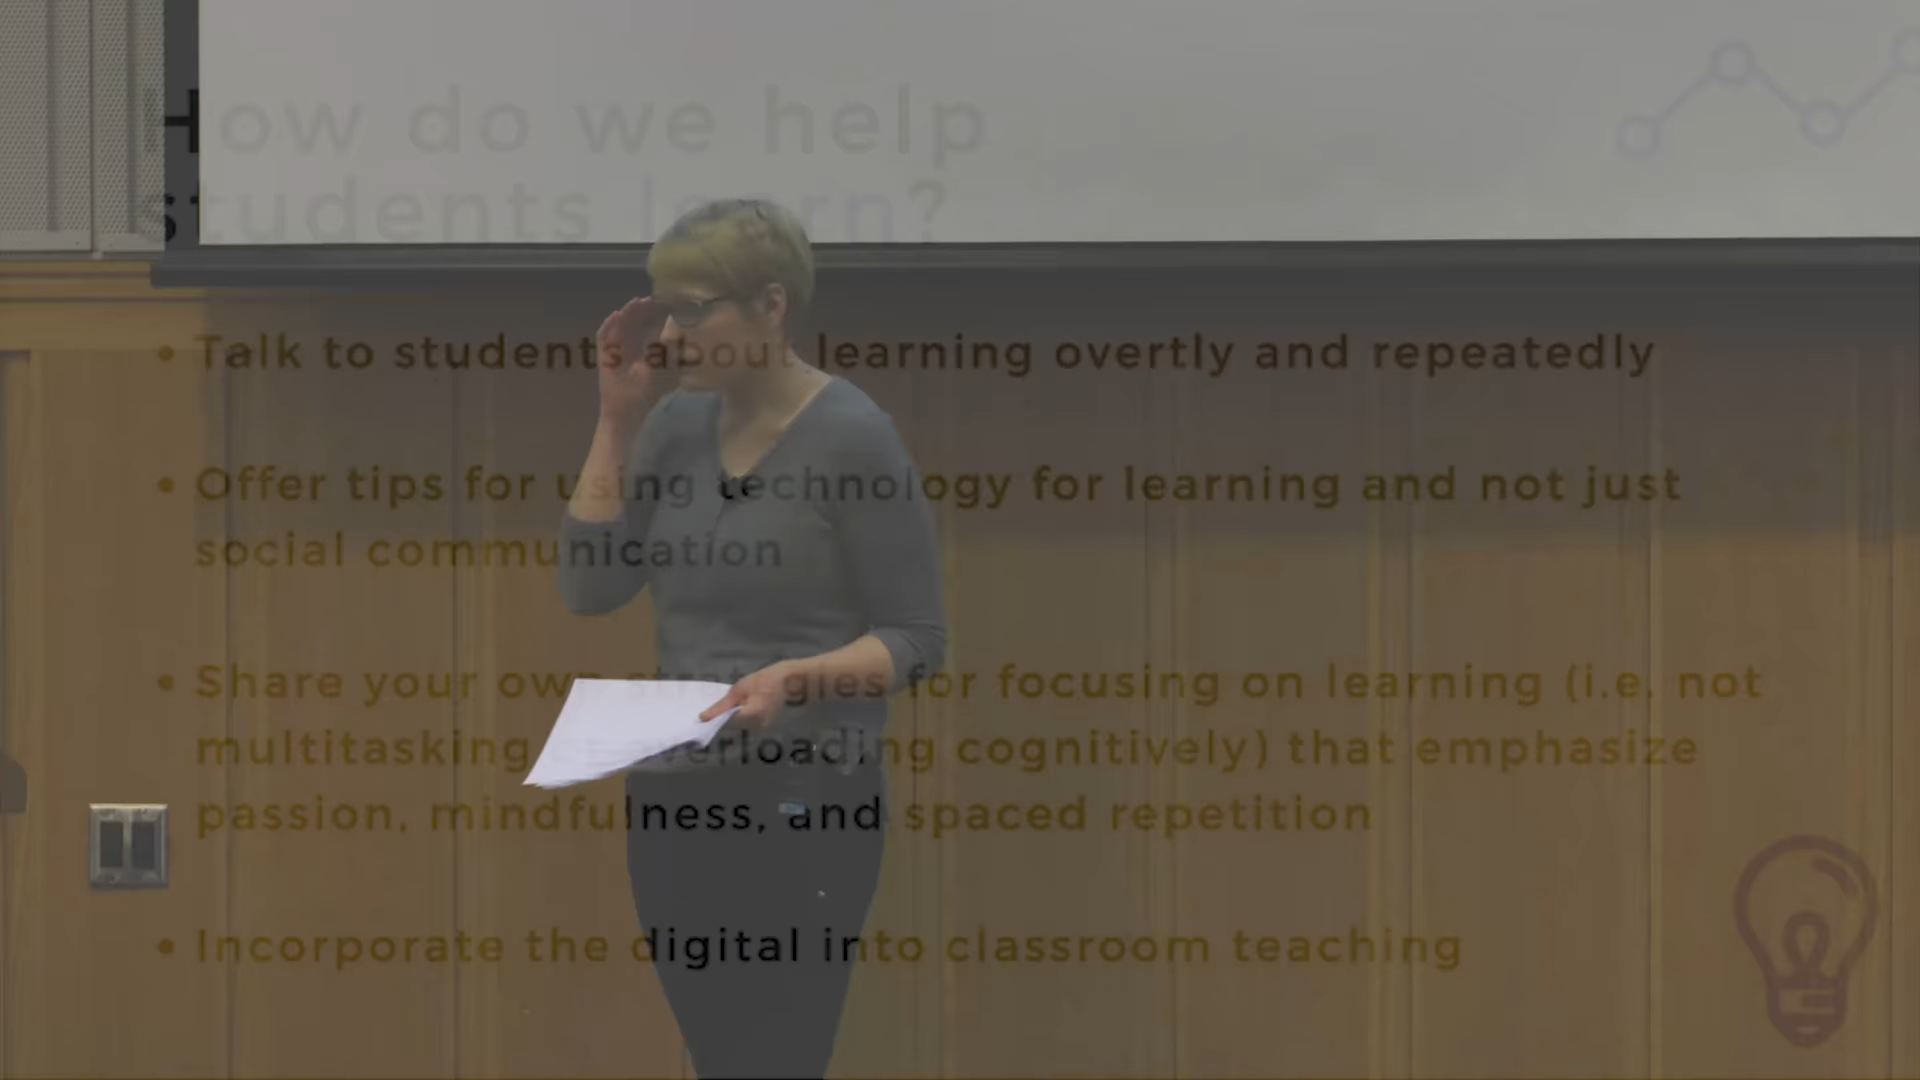 How do we help
students learn?
• Talk to students about learning overtly and repeatedly
• Offer tips for using technology for learning and not just
social communication
• Share your own strategies for focusing on learning (i.e. not
multitasking, overloading cognitively) that emphasize
passion, mindfulness, and spaced repetition
• Incorporate the digital into classroom teaching